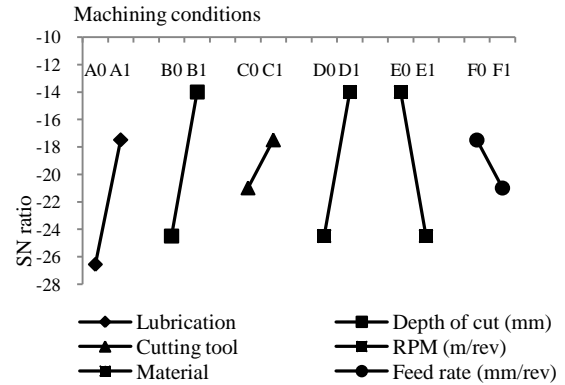 Machining conditions
-10
-12
A0 A1 B0 B1 C0 C1 D0 D1 E0 E1 F0 F1
-14
-16
-18
-20
-22
-24
-26
-28
SN ratio
Lubrication Depth of cut (mm)
Cutting tool RPM (m/rev)
Material Feed rate (mm/rev)